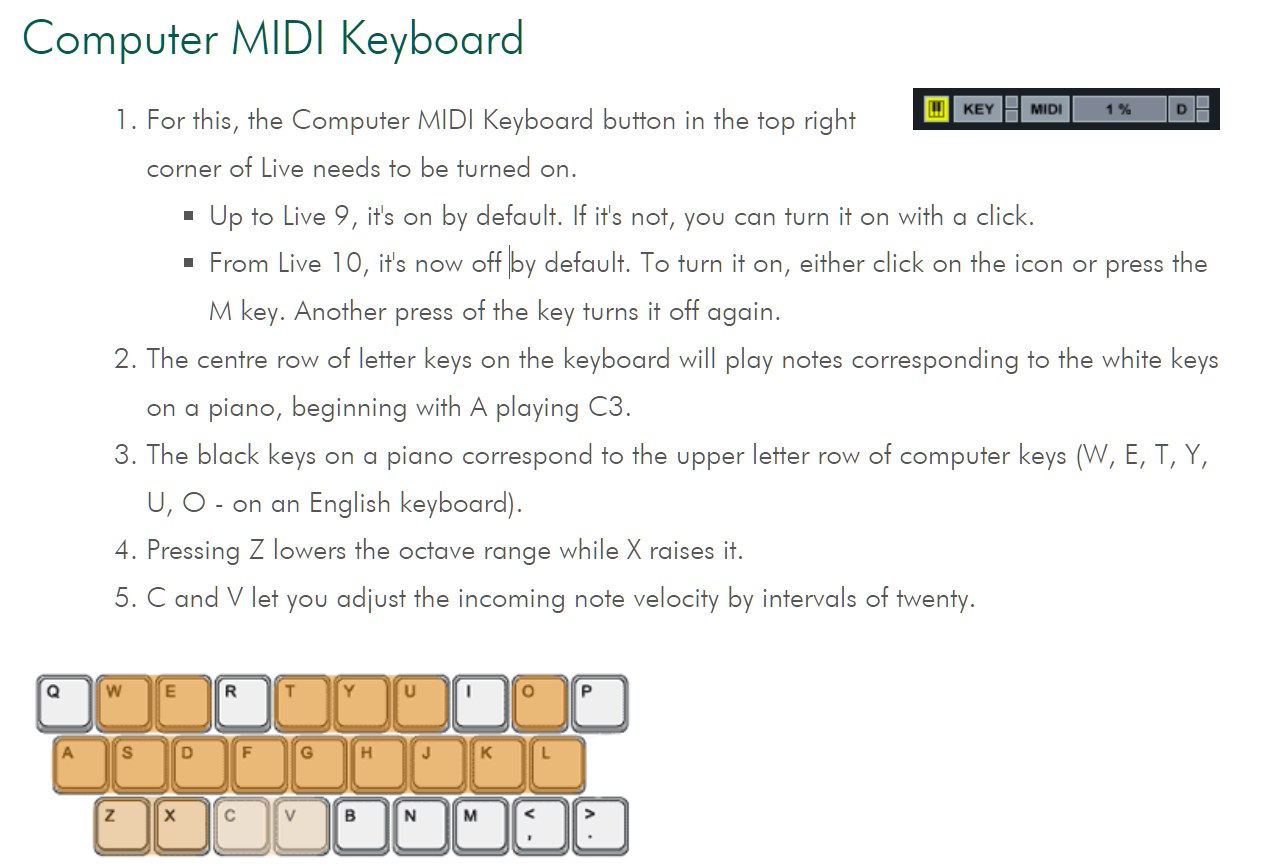 Computer MIDI Keyboard
KEY MIDI 1 % D
1. For this, the Computer MIDI Keyboard button in the top right
corner of Live needs to be turned on.
▪ Up to Live 9, it's on by default. If it's not, you can turn it on with a click.
▪ From Live 10, it's now off by default. To turn it on, either click on the icon or press the
M key. Another press of the key turns it off again.
2. The centre row of letter keys on the keyboard will play notes corresponding to the white keys
on a piano, beginning with A playing C3.
3. The black keys on a piano correspond to the upper letter row of computer keys (W, E, T, Y,
U, O - on an English keyboard).
4. Pressing Z lowers the octave range while X raises it.
5. C and V let you adjust the incoming note velocity by intervals of twenty.
Q W E R T Y U I O P
A S D F G H J K L
Z X C V B N M < >
, .